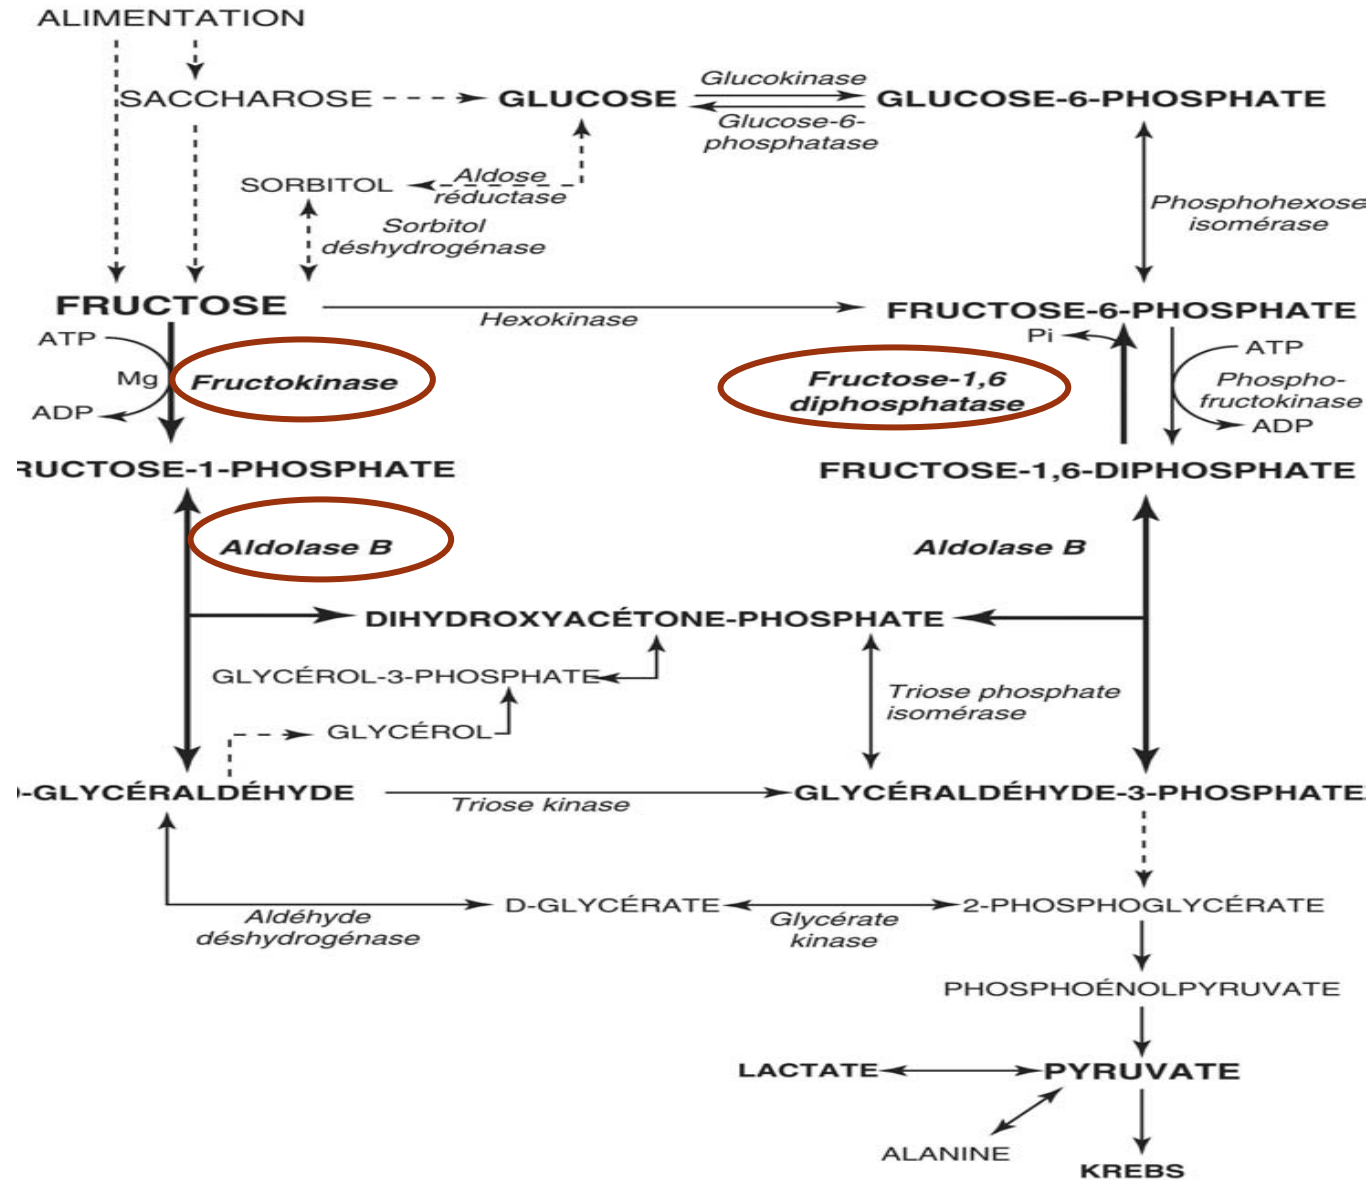 ALIMENTATION
SACCHAROSE
GLUCOSE
Glucokinase
Glucose-6-
phosphatase
GLUCOSE-6-PHOSPHATE
SORBITOL
Aldose
réductase
Sorbitol
déshydrogénase
Phosphohexose
isomérase
FRUCTOSE
Hexokinase
FRUCTOSE-6-PHOSPHATE
ATP
Mg
ADP
Fructokinase
Fructose-1,6
diphosphatase
Pi
ATP
Phospho-
fructokinase
ADP
RUCTOSE-1-PHOSPHATE
FRUCTOSE-1,6-DIPHOSPHATE
Aldolase B
Aldolase B
DIHYDROXYACÉTONE-PHOSPHATE
GLYCÉROL-3-PHOSPHATE
GLYCÉROL
Triose phosphate
isomérase
-GLYCÉRALDÉHYDE
Triose kinase
GLYCÉRALDÉHYDE-3-PHOSPHATE
Aldéhyde
déshydrogénase
D-GLYCÉRATE
Glycérate
kinase
2-PHOSPHOGLYCÉRATE
PHOSPHOÉNOLPYRUVATE
LACTATE
PYRUVATE
ALANINE
KREBS